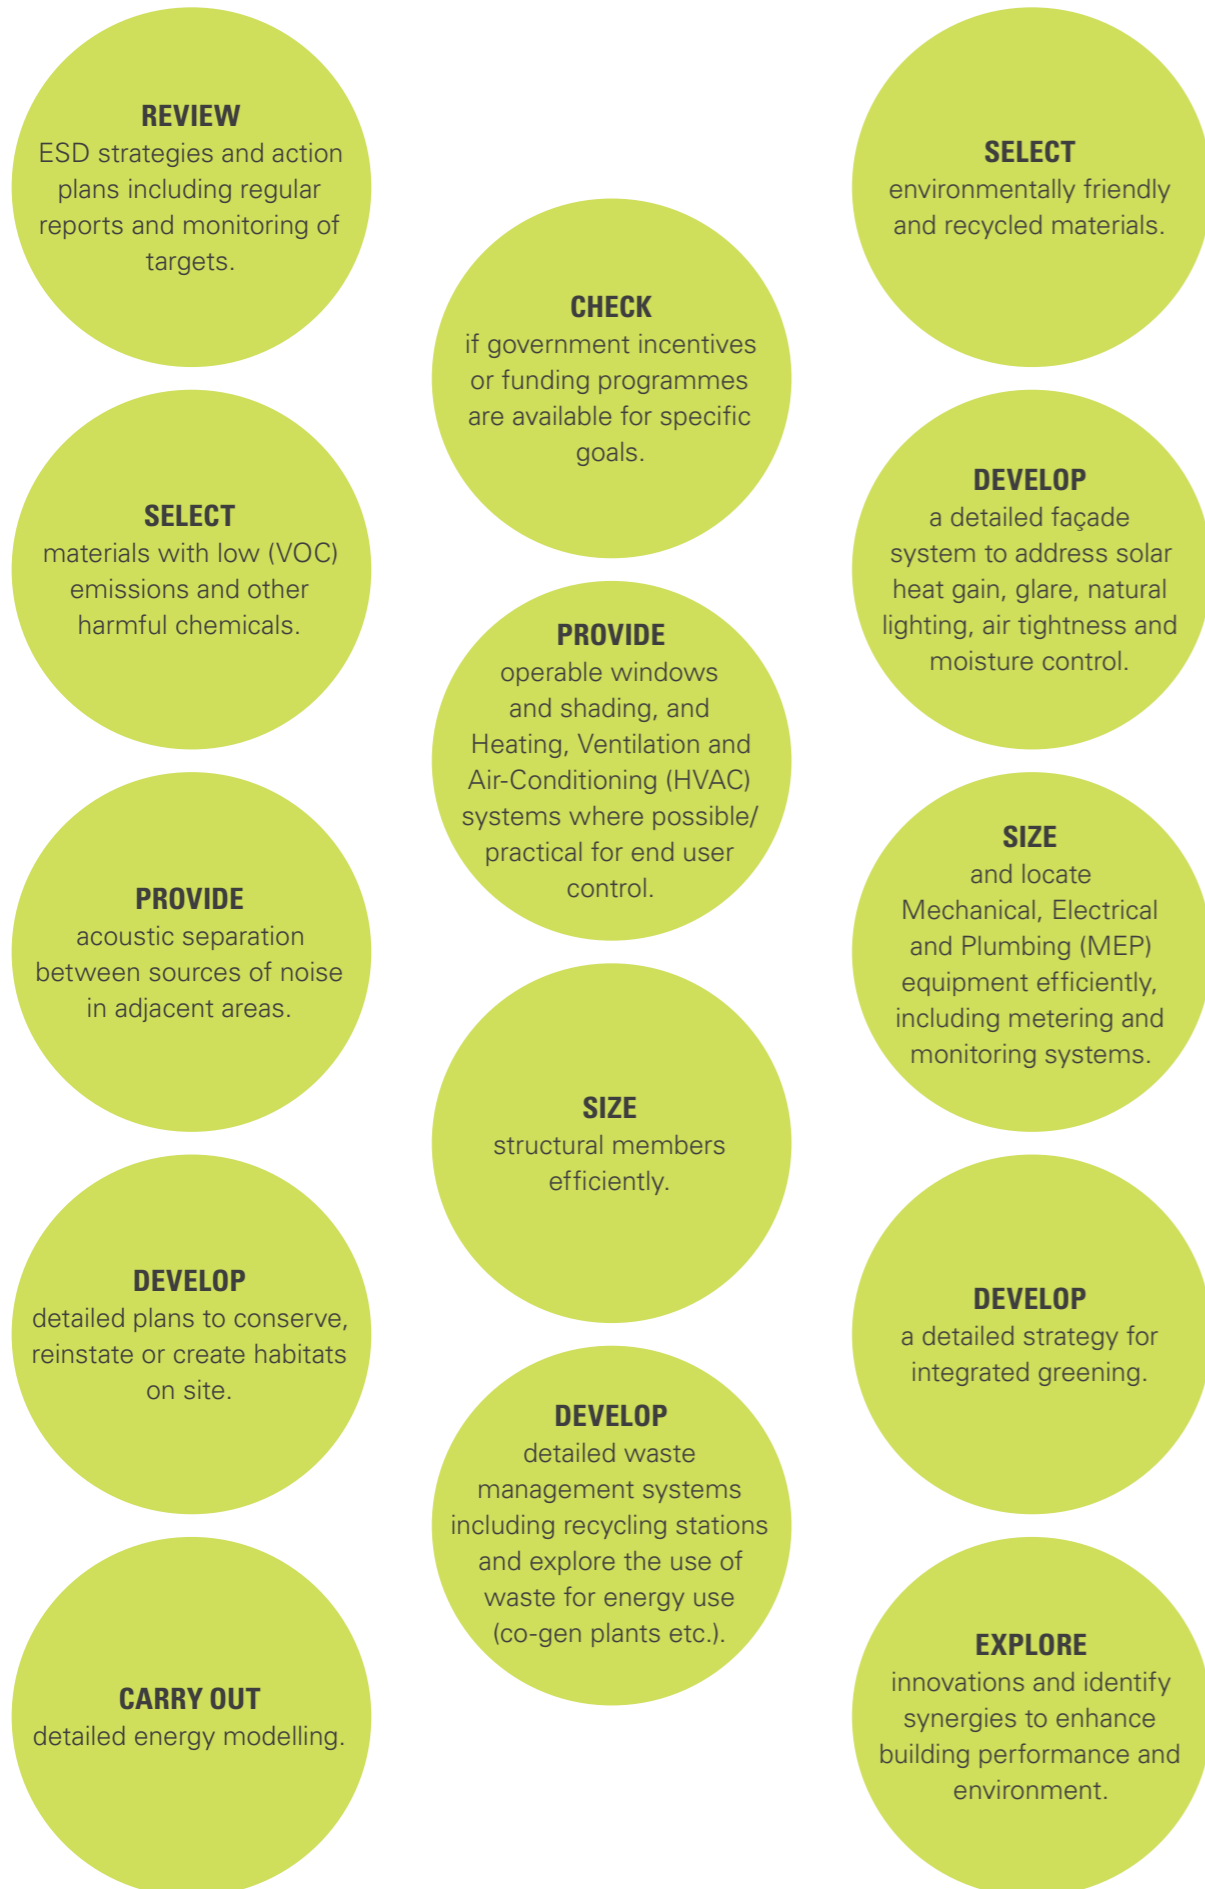 REVIEW
ESD strategies and action
plans including regular
reports and monitoring of
targets.
SELECT
materials with low (VOC)
emissions and other
harmful chemicals.
PROVIDE
acoustic separation
between sources of noise
in adjacent areas.
DEVELOP
detailed plans to conserve,
reinstate or create habitats
on site.
CARRY OUT
detailed energy modelling.
CHECK
if government incentives
or funding programmes
are available for specific
goals.
PROVIDE
operable windows
and shading, and
Heating, Ventilation and
Air-Conditioning (HVAC)
systems where possible/
practical for end user
control.
SIZE
structural members
efficiently.
DEVELOP
detailed waste
management systems
including recycling stations
and explore the use of
waste for energy use
(co-gen plants etc.).
SELECT
environmentally friendly
and recycled materials.
DEVELOP
a detailed façade
system to address solar
heat gain, glare, natural
lighting, air tightness and
moisture control.
SIZE
and locate
Mechanical, Electrical
and Plumbing (MEP)
equipment efficiently,
including metering and
monitoring systems.
DEVELOP
a detailed strategy for
integrated greening.
EXPLORE
innovations and identify
synergies to enhance
building performance and
environment.